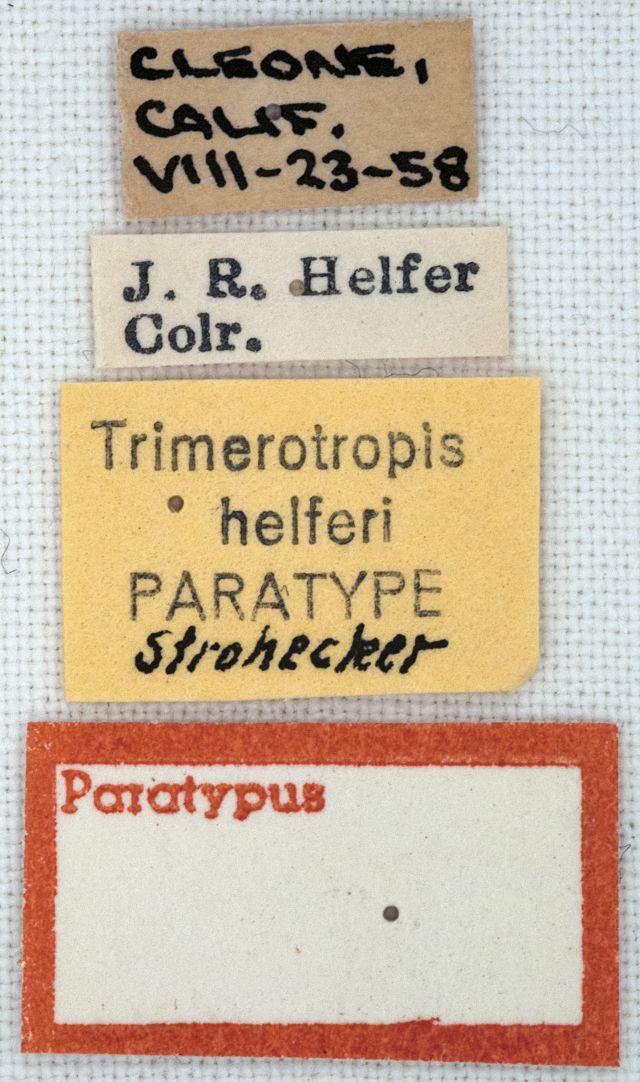 CLEONE,
CALIF.
VIII-23-58
J. R. Helfer
Colr.
Trimerotropis
helferi
PARATYPE
Strohecker
Paratypus